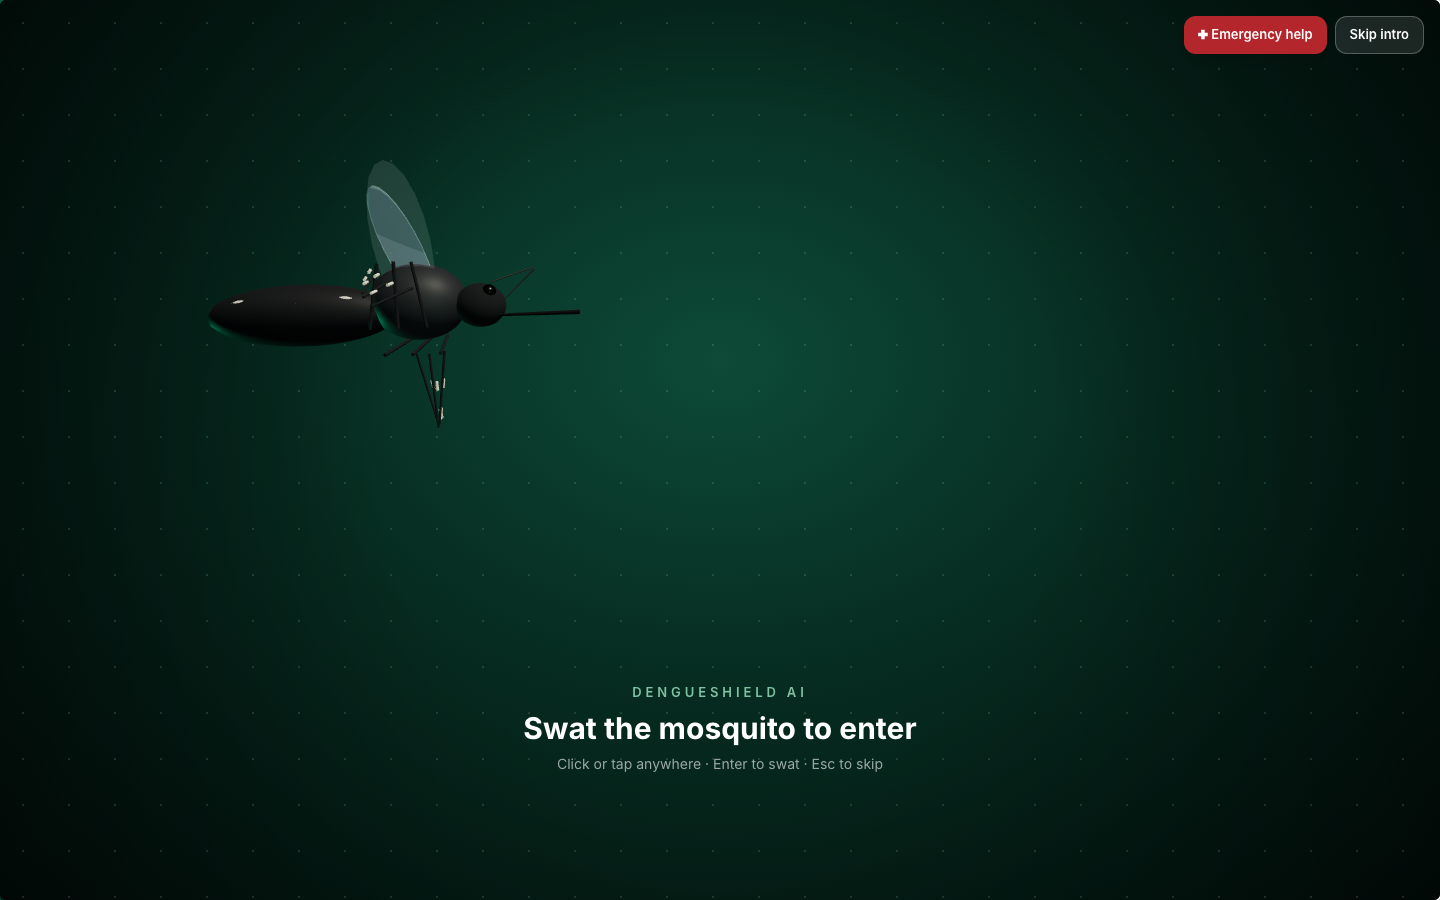 Emergency help
Skip intro
DENGUESHIELD AI
Swat the mosquito to enter
Click or tap anywhere · Enter to swat · Esc to skip